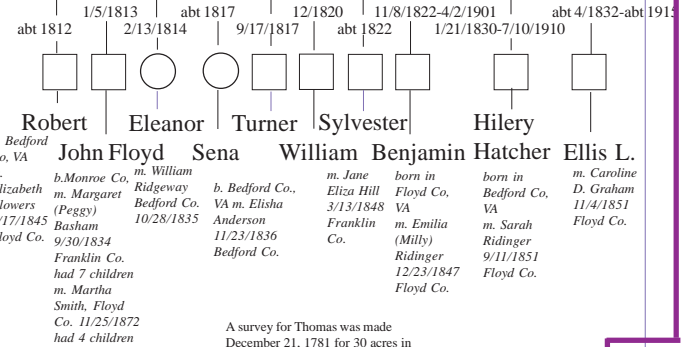 1/5/1813 abt 1817 12/1820 11/8/1822-4/2/1901 abt 4/1832-abt 1915
abt 1812 2/13/1814 9/17/1817 abt 1822 1/21/1830-7/10/1910
Robert Eleanor Turner Sylvester Hilery
John Floyd Sena William Benjamin Hatcher Ellis L.
Bedford
VA
/17/1845
b.Monroe Co,
m. Margaret
(Peggy)
Basham
9/30/1834
Franklin Co.
had 7 children
m. Martha
Smith, Floyd
Co. 11/25/1872
had 4 children
m. William
Ridgeway
Bedford Co.
10/28/1835
b. Bedford Co.,
VA m. Elisha
Anderson
11/23/1836
Bedford Co.
m. Jane
Eliza Hill
3/13/1848
Franklin
Co.
born in
Floyd Co,
VA
m. Emilia
(Milly)
Ridinger
12/23/1847
Floyd Co.
born in
Bedford Co,
VA
m. Sarah
Ridinger
9/11/1851
Floyd Co.
m. Caroline
D. Graham
11/4/1851
Floyd Co.
A survey for Thomas was made
December 21, 1781 for 30 acres in